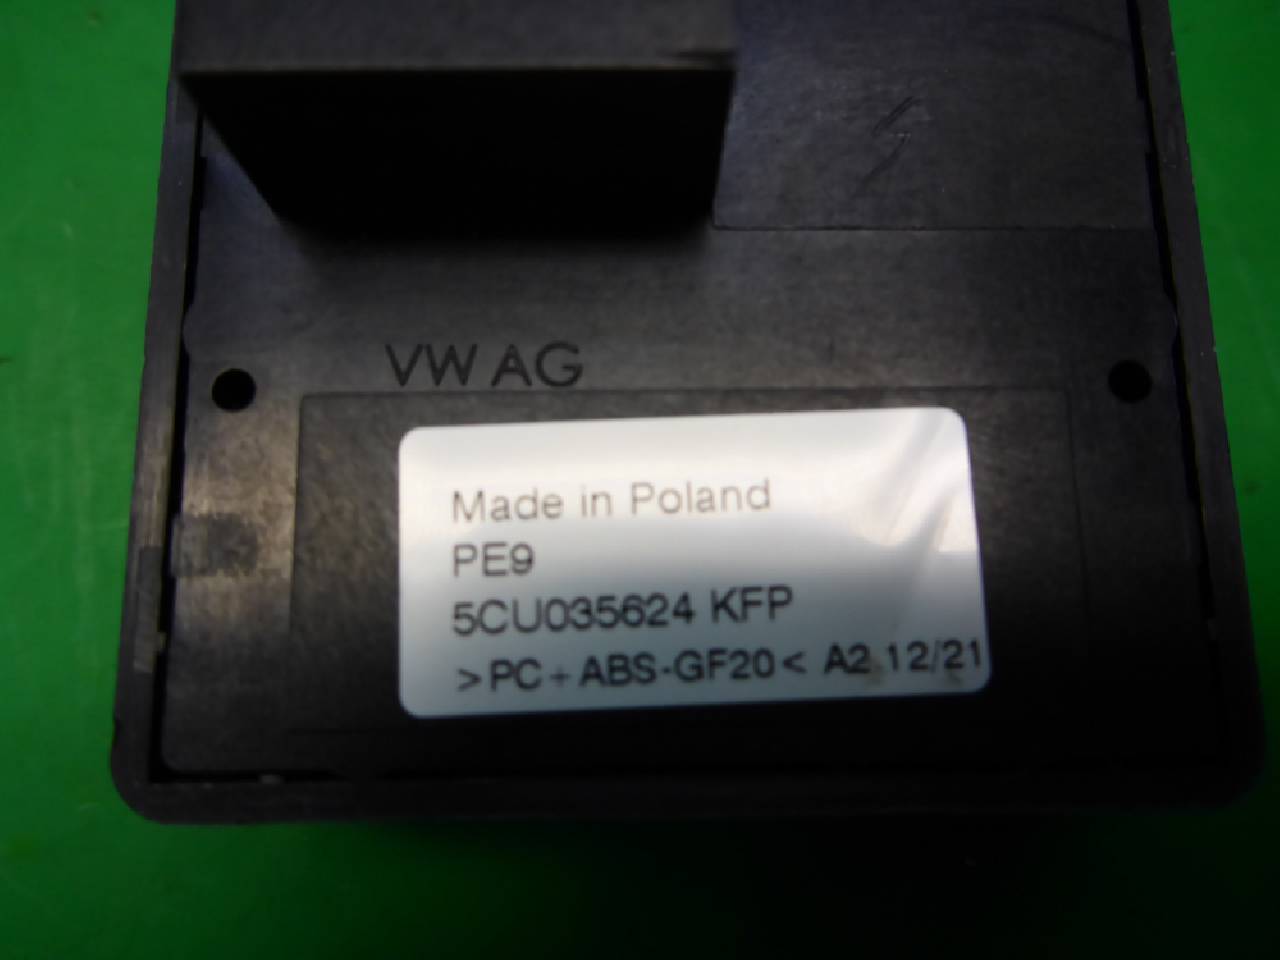 VW AG
Made in Poland
PE9
5CU035624 KFP
>PC+ABS-GF20< A2 12/21